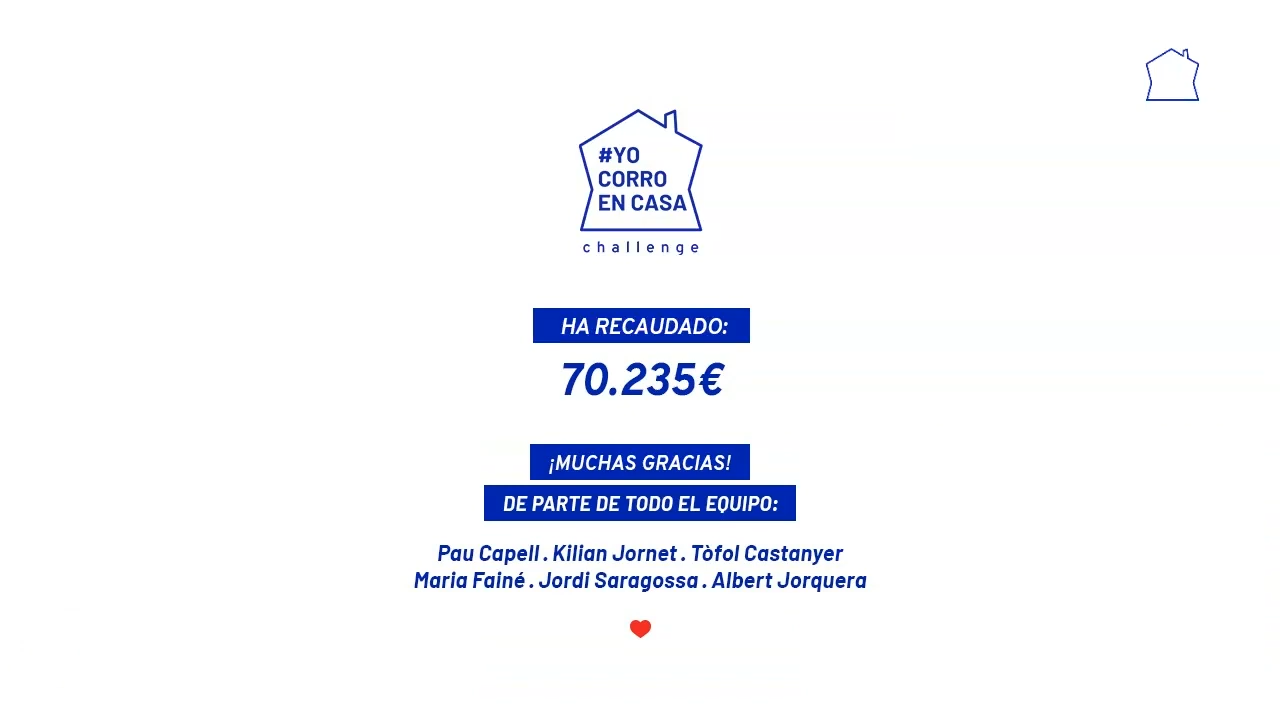 #YO
CORRO
EN CASA
challenge
HA RECAUDADO:
70.235€
¡MUCHAS GRACIAS!
DE PARTE DE TODO EL EQUIPO:
Pau Capell . Kilian Jornet . Tòfol Castanyer
Maria Fainé . Jordi Saragossa . Albert Jorquera